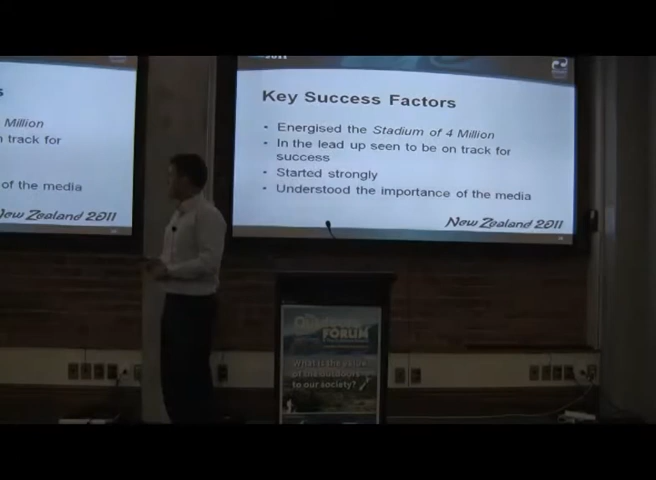 Million
n track for
of the media
New Zealand 2011
2011
Key Success Factors
• Energised the Stadium of 4 Million
• In the lead up seen to be on track for
success
• Started strongly
• Understood the importance of the media
New Zealand 2011
FORUM
What is the value
of the outdoors
to our society?